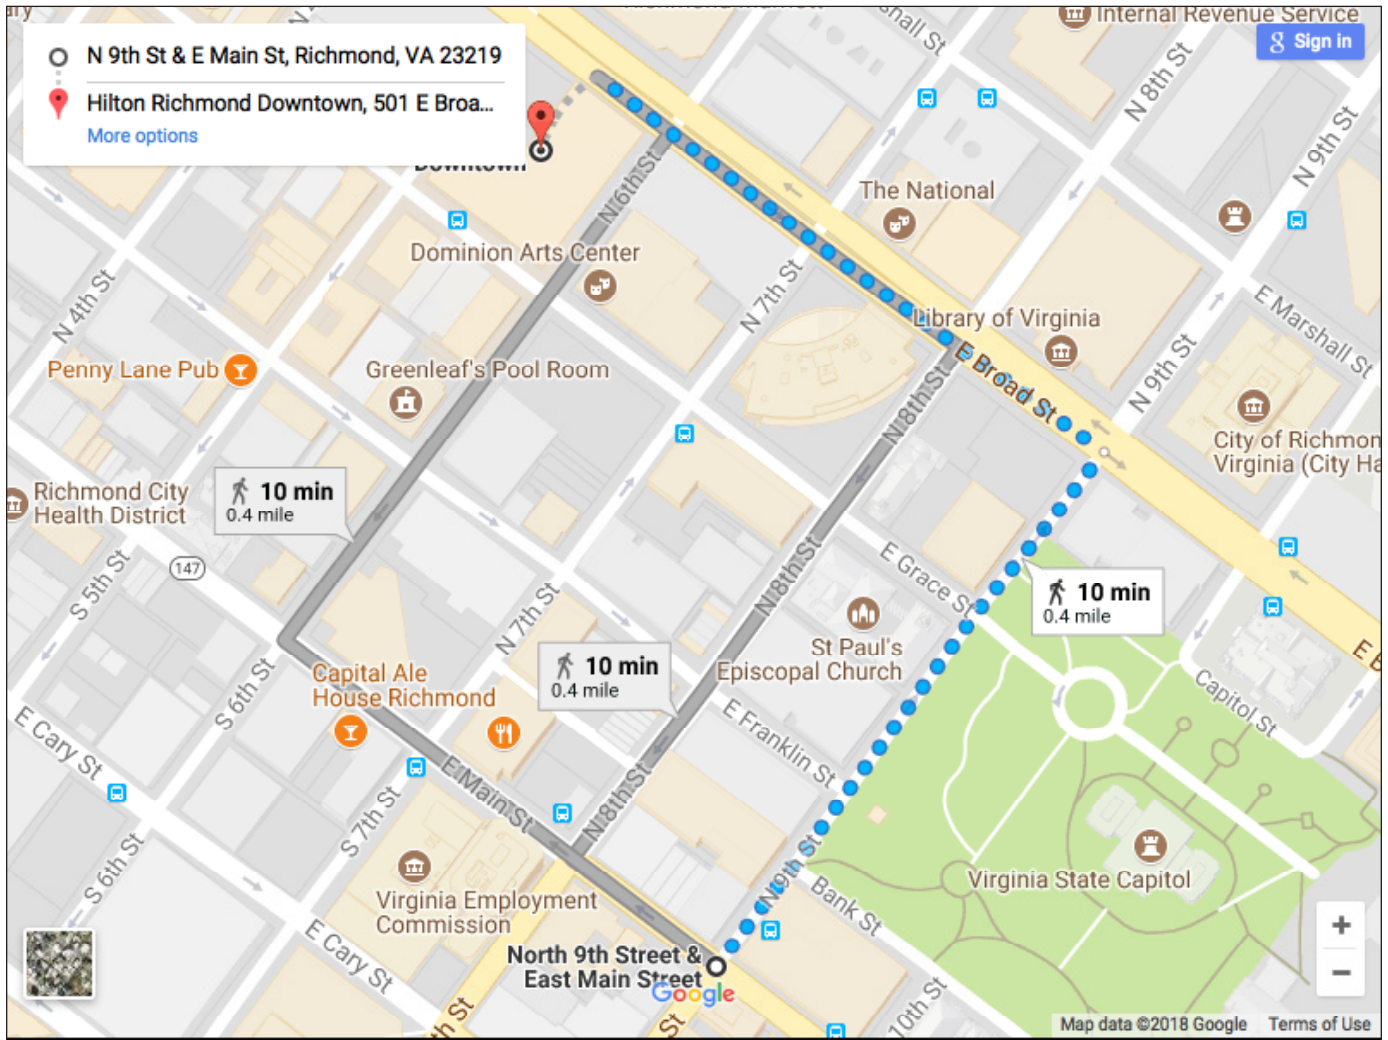 N 9th St & E Main St, Richmond, VA 23219
Hilton Richmond Downtown, 501 E Broa...
More options
Internal Revenue Service
Sign in
N 8th St
N 9th St
Downtown
N 6th St
The National
Dominion Arts Center
N 4th St
N 7th St
Library of Virginia
E Marshall St
Penny Lane Pub
Greenleaf's Pool Room
E Broad St
N 9th St
N 8th St
City of Richmon
Virginia (City Ha
Richmond City
Health District
10 min
0.4 mile
147
S 5th St
N 7th St
N 8th St
E Grace St
10 min
0.4 mile
St Paul's
Episcopal Church
10 min
0.4 mile
Capital Ale
House Richmond
S 6th St
E Cary St
E Franklin St
Capitol St
E B
E Main St
N 8th St
S 7th St
S 6th St
N 9th St
Bank St
Virginia State Capitol
Virginia Employment
Commission
E Cary St
North 9th Street &
East Main Street
Google
th St
St
10th St
Map data ©2018 Google
Terms of Use